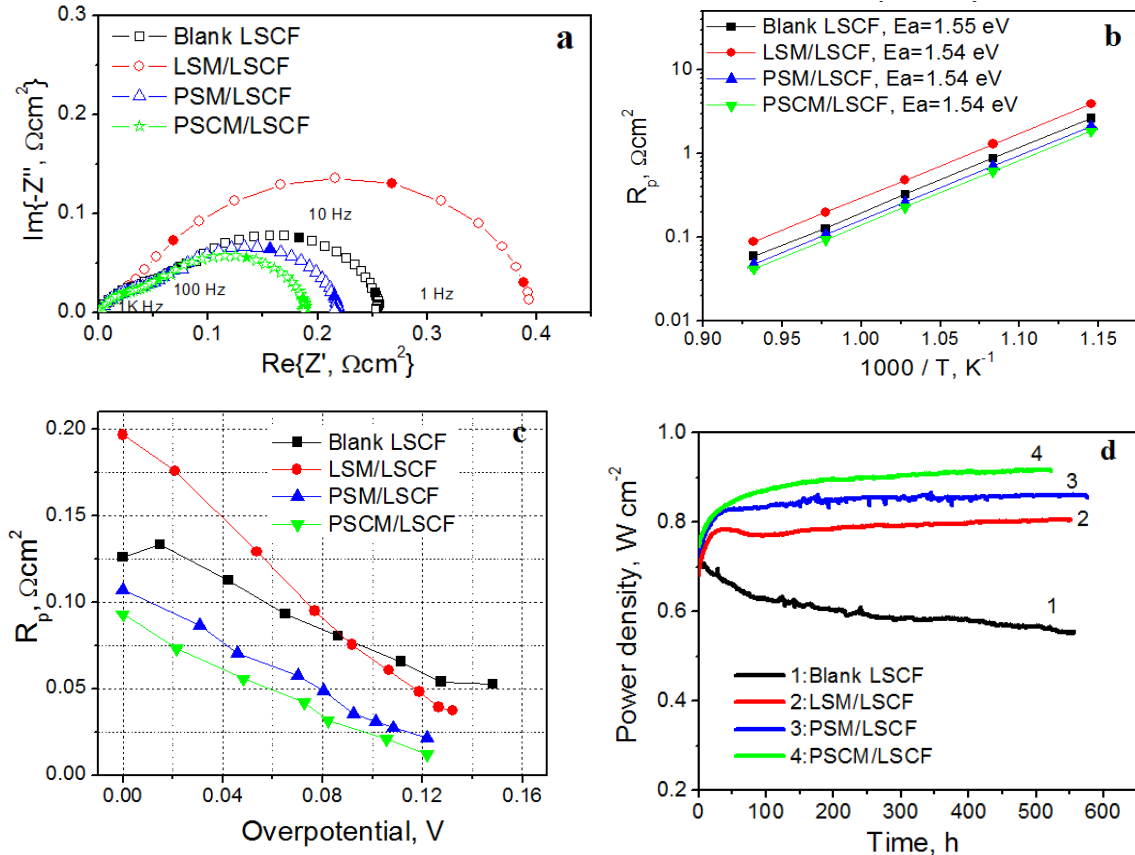 Blank LSCF
LSM/LSCF
PSM/LSCF
PSCM/LSCF
a
0.3
0.2
0.1
0.0
Im{-Z'', Ωcm²}
10 Hz
100 Hz
1K Hz
1 Hz
0.0 0.1 0.2 0.3 0.4
Re{Z', Ωcm²}
Blank LSCF, Ea=1.55 eV
LSM/LSCF, Ea=1.54 eV
PSM/LSCF, Ea=1.54 eV
PSCM/LSCF, Ea=1.54 eV
b
10
1
0.1
0.01
Rp, Ωcm²
0.90 0.95 1.00 1.05 1.10 1.15
1000 / T, K⁻¹
Blank LSCF
LSM/LSCF
PSM/LSCF
PSCM/LSCF
c
0.20
0.15
0.10
0.05
0.00
Rp, Ωcm²
0.00 0.04 0.08 0.12 0.16
Overpotential, V
d
4
3
2
1
1.0
0.8
0.6
0.4
0.2
Power density, W cm⁻²
1:Blank LSCF
2:LSM/LSCF
3:PSM/LSCF
4:PSCM/LSCF
0 100 200 300 400 500 600
Time, h